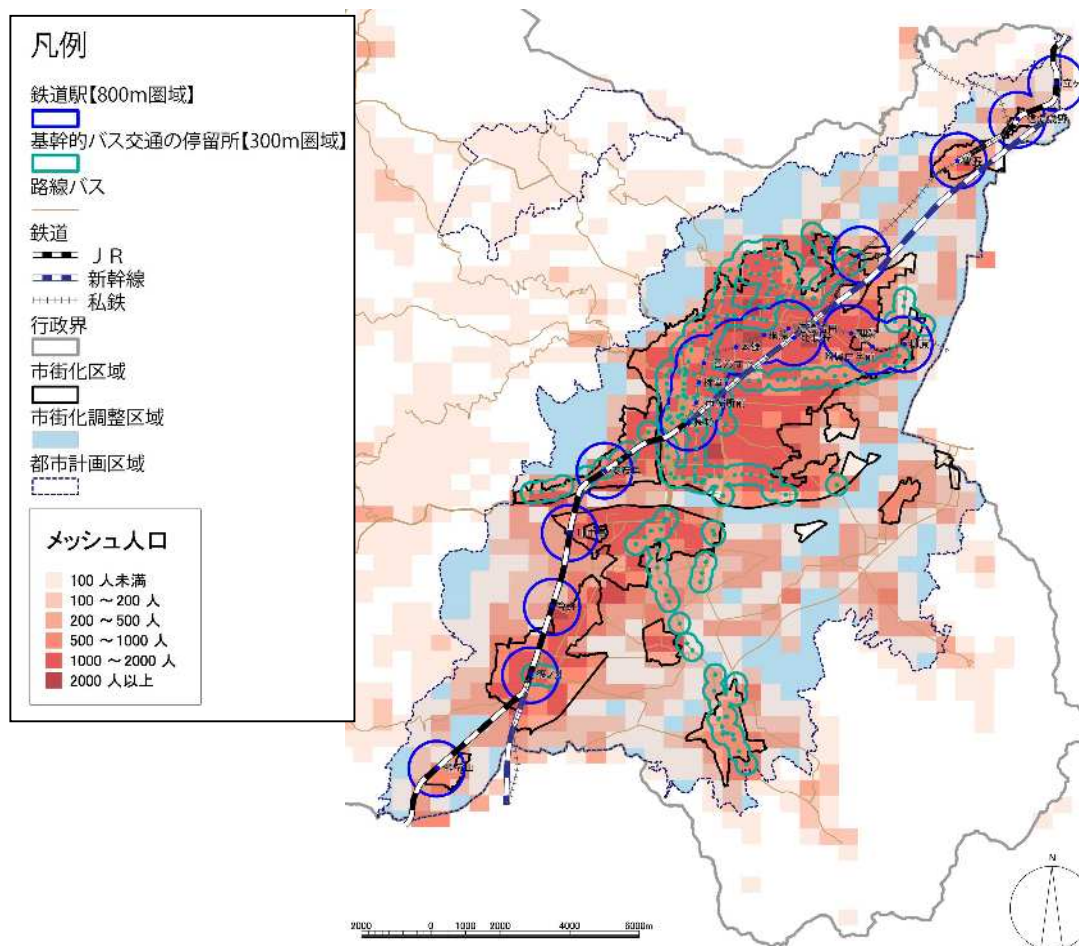 凡例
鉄道駅【800m圏域】
基幹的バス交通の停留所【300m圏域】
路線バス
鉄道
JR
新幹線
私鉄
行政界
市街化区域
市街化調整区域
都市計画区域
メッシュ人口
100 人未満
100 ～200 人
200 ～500 人
500 ～1000 人
1000 ～2000 人
2000 人以上
2000 0 2000 4000 6000m
N